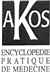 AKOS
ENCYCLOPÉDIE
PRATIQUE
DE MÉDECINE